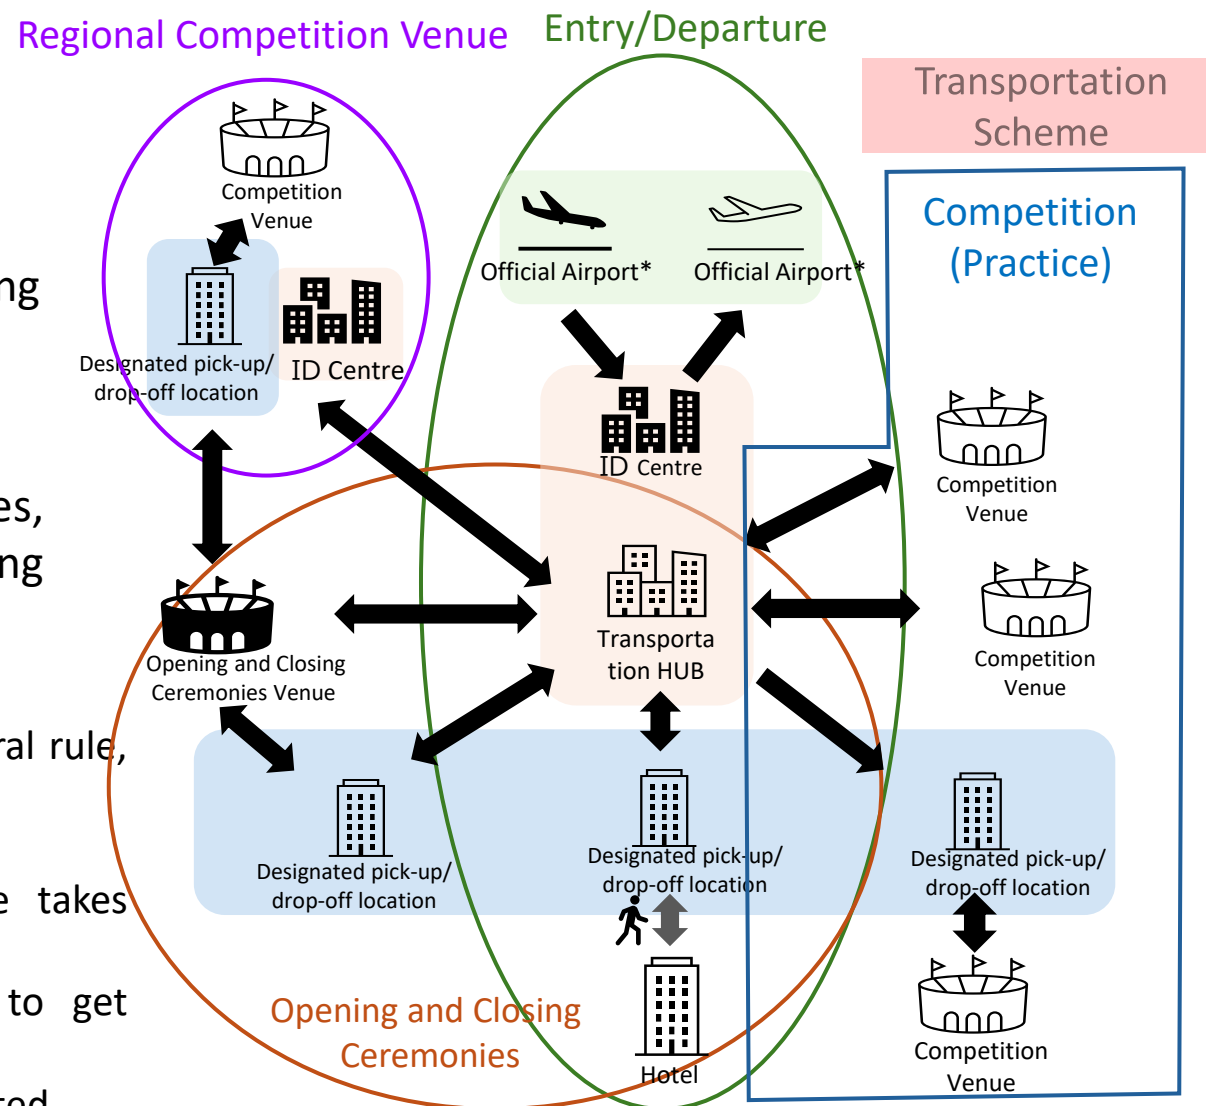 Regional Competition Venue
Entry/Departure
Transportation
Scheme
Competition
Venue
Competition
(Practice)
Official Airport*
Official Airport*
ng
Designated pick-up/
drop-off location
ID Centre
ID Centre
Competition
Venue
es,
ng
Transporta
tion HUB
Opening and Closing
Ceremonies Venue
Competition
Venue
ral rule,
Designated pick-up/
drop-off location
Designated pick-up/
drop-off location
Designated pick-up/
drop-off location
e takes
to get
Opening and Closing
Ceremonies
Hotel
Competition
Venue